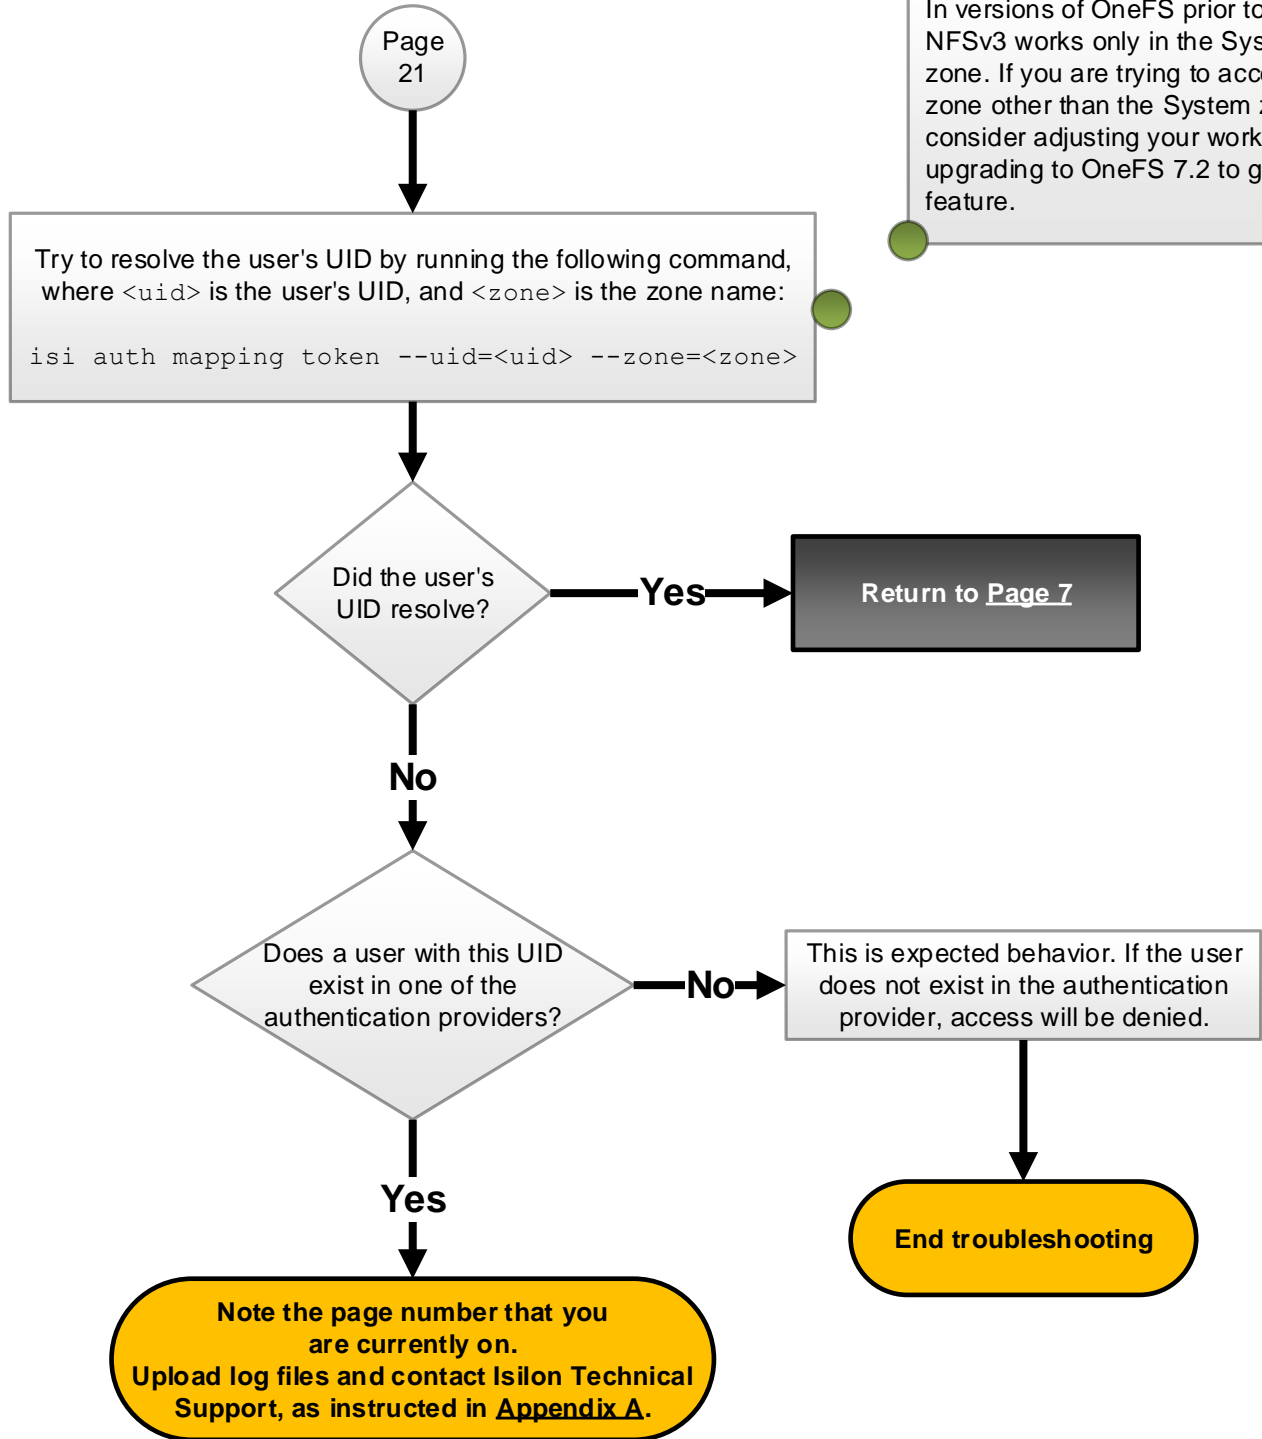 Page
21
In versions of OneFS prior to
NFSv3 works only in the
zone. If you are trying to
zone other than the System
consider adjusting your
upgrading to OneFS 7.2 to
feature.
Try to resolve the user's UID by running the following command,
where <uid> is the user's UID, and <zone> is the zone name:
isi auth mapping token --uid=<uid> --zone=<zone>
Did the user's
UID resolve?
Yes
Return to Page 7
No
Does a user with this UID
exist in one of the
authentication providers?
No
This is expected behavior. If the user
does not exist in the authentication
provider, access will be denied.
Yes
End troubleshooting
Note the page number that you
are currently on.
Upload log files and contact Isilon Technical
Support, as instructed in Appendix A.